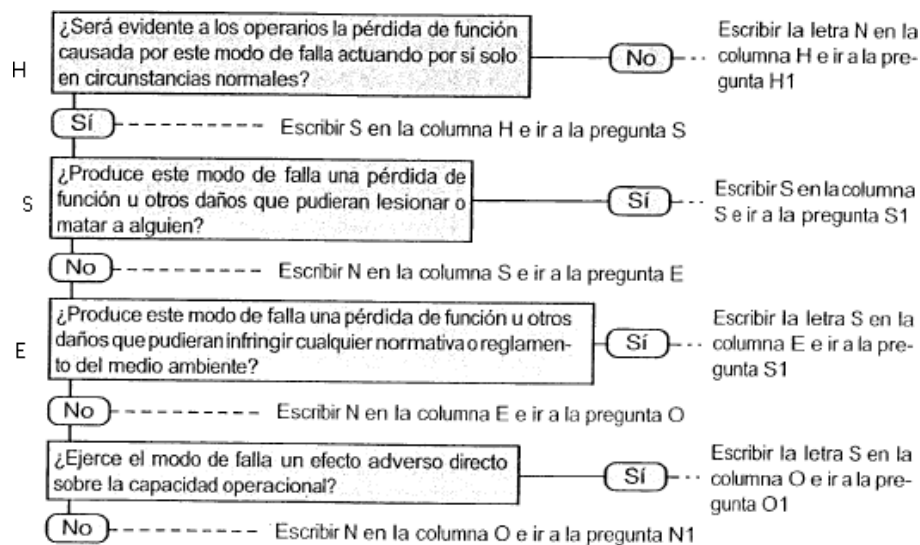 H
¿Será evidente a los operarios la pérdida de función
causada por este modo de falla actuando por sí solo
en circunstancias normales?
No
Escribir la letra N en la
columna H e ir a la pre-
gunta H1
Sí
Escribir S en la columna H e ir a la pregunta S
S
¿Produce este modo de falla una pérdida de
función u otros daños que pudieran lesionar o
matar a alguien?
Sí
Escribir S en la columna
S e ir a la pregunta S1
No
Escribir N en la columna S e ir a la pregunta E
E
¿Produce este modo de falla una pérdida de función u otros
daños que pudieran infringir cualquier normativa o reglamen-
to del medio ambiente?
Sí
Escribir la letra S en la
columna E e ir a la pre-
gunta S1
No
Escribir N en la columna E e ir a la pregunta O
¿Ejerce el modo de falla un efecto adverso directo
sobre la capacidad operacional?
Sí
Escribir la letra S en la
columna O e ir a la pre-
gunta O1
No
Escribir N en la columna O e ir a la pregunta N1